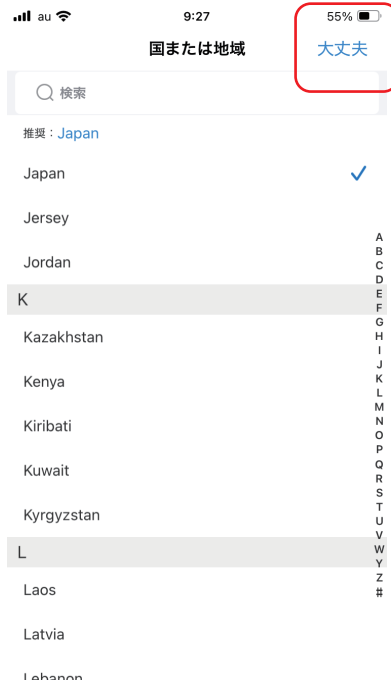 au 9:27 55%
国または地域 大丈夫
検索
推奨：Japan
Japan
Jersey
Jordan
K
Kazakhstan
Kenya
Kiribati
Kuwait
Kyrgyzstan
L
Laos
Latvia
Lebanon
A
B
C
D
E
F
G
H
I
J
K
L
M
N
O
P
Q
R
S
T
U
V
W
Y
Z
#